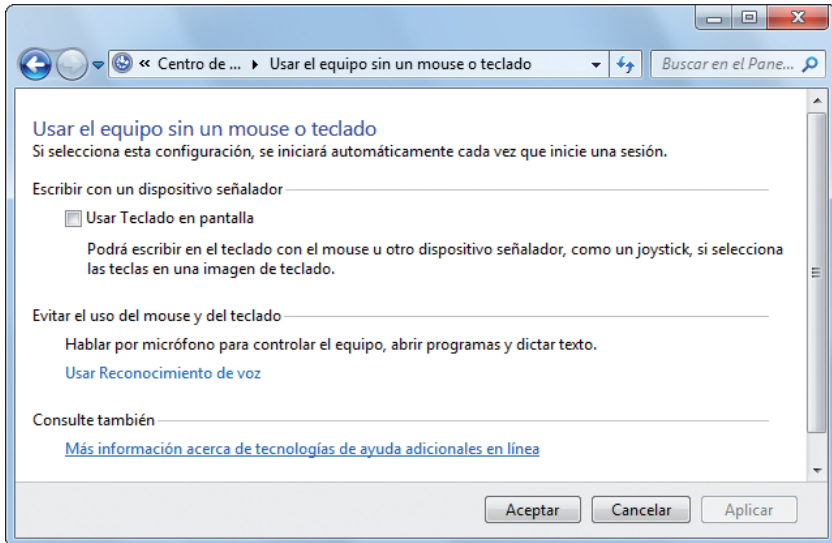 « Centro de ... ▸ Usar el equipo sin un mouse o teclado
Buscar en el Pane...
Usar el equipo sin un mouse o teclado
Si selecciona esta configuración, se iniciará automáticamente cada vez que inicie una sesión.
Escribir con un dispositivo señalador
Usar Teclado en pantalla
Podrá escribir en el teclado con el mouse u otro dispositivo señalador, como un joystick, si selecciona
las teclas en una imagen de teclado.
Evitar el uso del mouse y del teclado
Hablar por micrófono para controlar el equipo, abrir programas y dictar texto.
Usar Reconocimiento de voz
Consulte también
Más información acerca de tecnologías de ayuda adicionales en línea
Aceptar Cancelar Aplicar